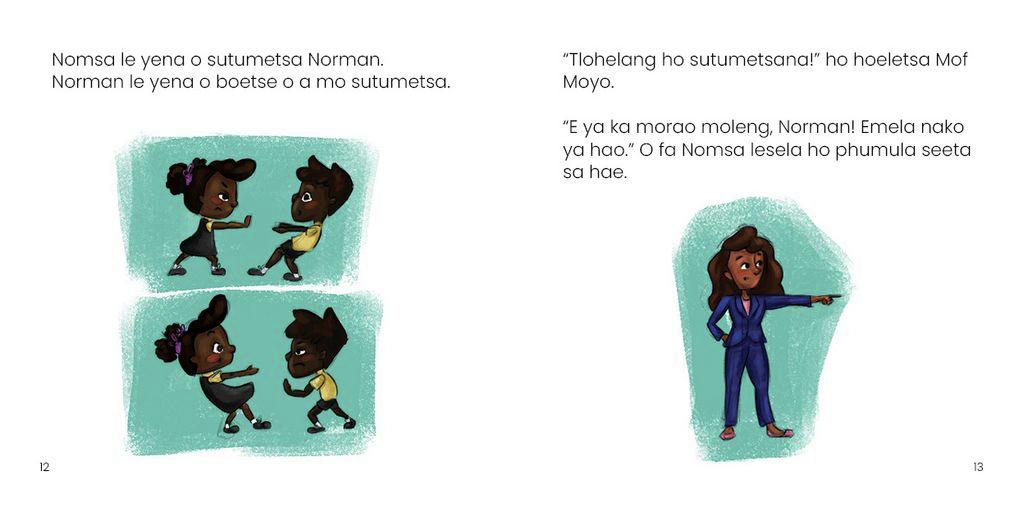 Nomsa le yena o sutumetsa Norman.
Norman le yena o boetse o a mo sutumetsa.
12
“Tlohelang ho sutumetsana!” ho hoeletsa Mof
Moyo.
“E ya ka morao moleng, Norman! Emela nako
ya hao.” O fa Nomsa lesela ho phumula seeta
sa hae.
13